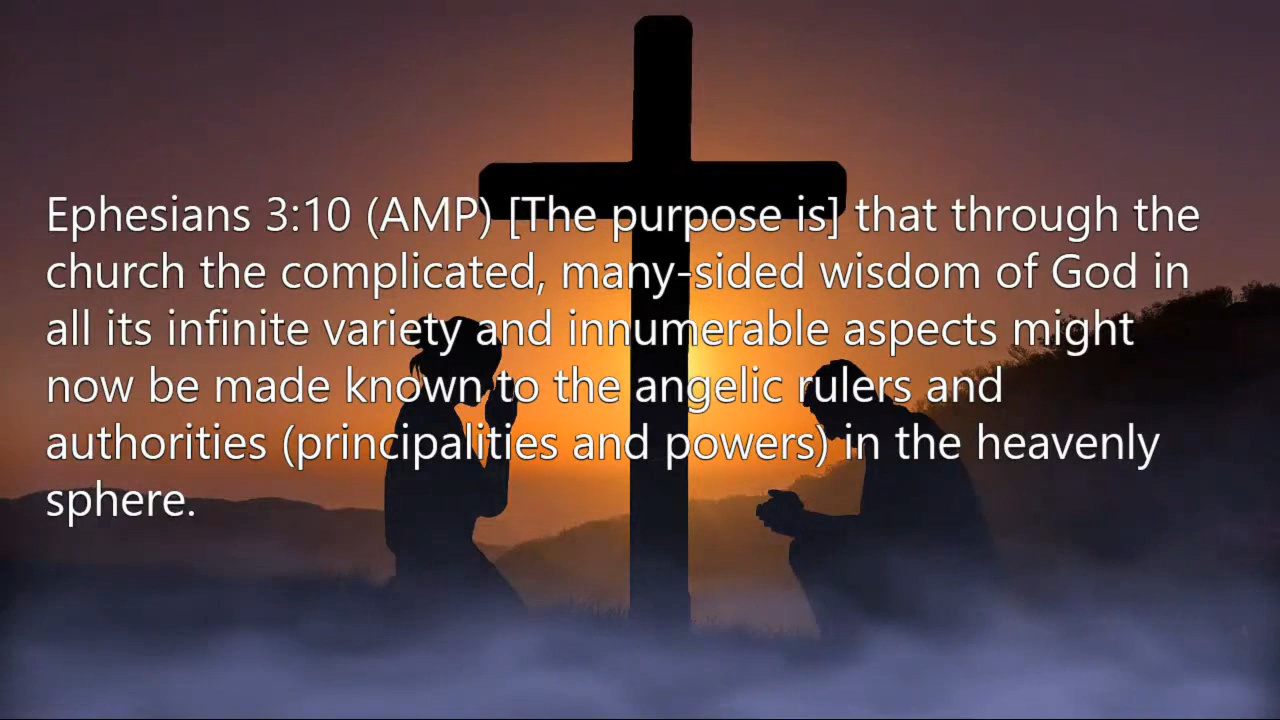 Ephesians 3:10 (AMP) [The purpose is] that through the
church the complicated, many-sided wisdom of God in
all its infinite variety and innumerable aspects might
now be made known to the angelic rulers and
authorities (principalities and powers) in the heavenly
sphere.